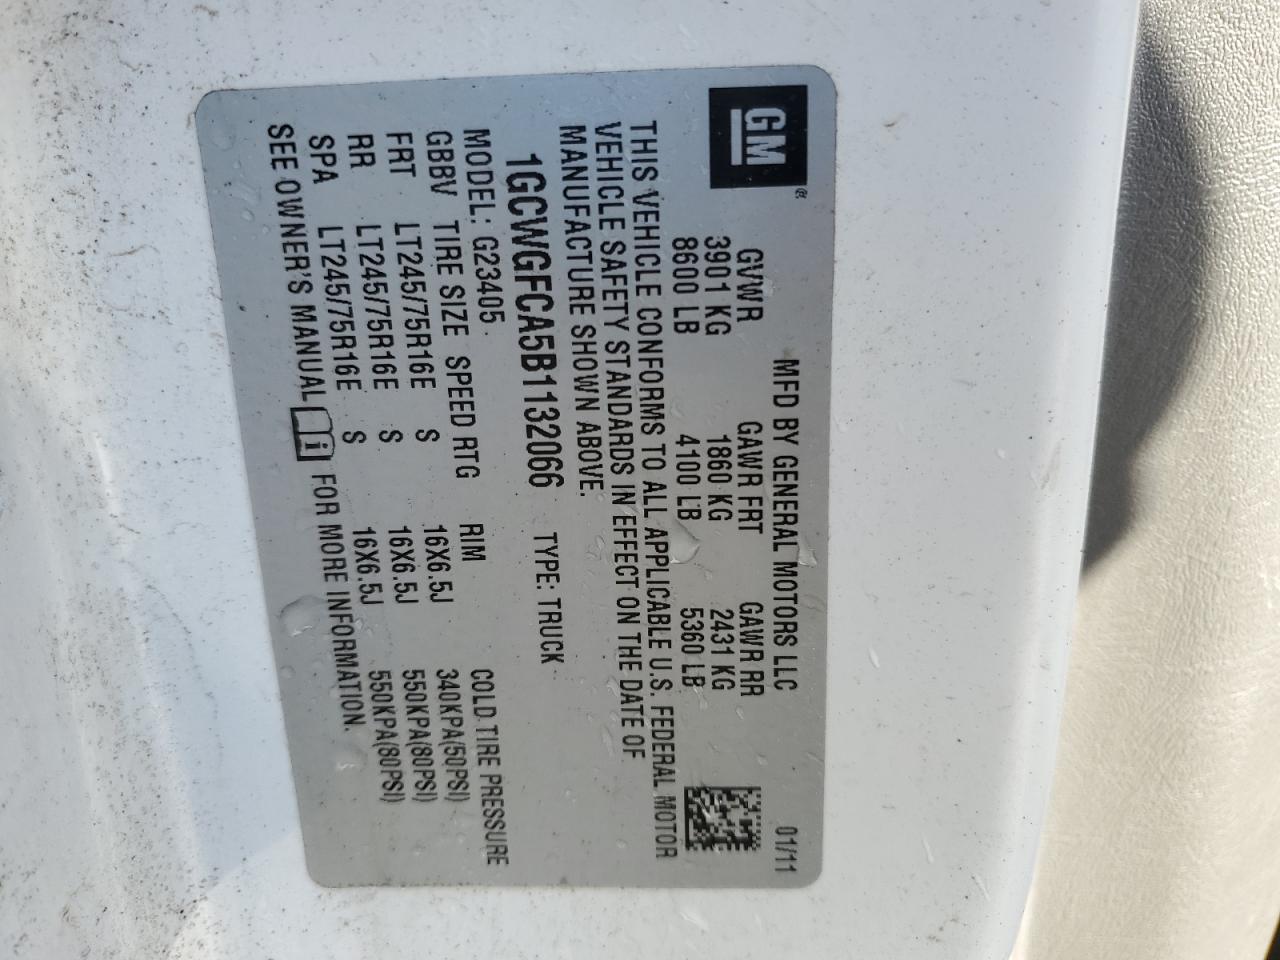 GM ®
MFD BY GENERAL MOTORS LLC 01/11
GVWR GAWR FRT GAWR RR
3901 KG 1860 KG 2431 KG
8600 LB 4100 LB 5360 LB
THIS VEHICLE CONFORMS TO ALL APPLICABLE U.S. FEDERAL MOTOR
VEHICLE SAFETY STANDARDS IN EFFECT ON THE DATE OF
MANUFACTURE SHOWN ABOVE.
1GCWGFCA5B1132066 TYPE: TRUCK
MODEL: G23405
GBBV TIRE SIZE SPEED RTG RIM COLD TIRE PRESSURE
FRT LT245/75R16E S 16X6.5J 340KPA(50PSI)
RR LT245/75R16E S 16X6.5J 550KPA(80PSI)
SPA LT245/75R16E S 16X6.5J 550KPA(80PSI)
SEE OWNER'S MANUAL i FOR MORE INFORMATION.